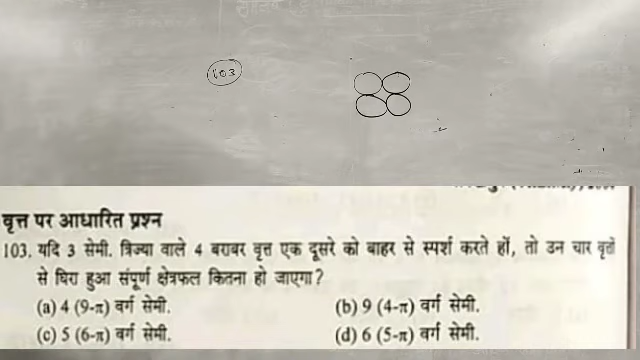 103
वृत्त पर आधारित प्रश्न
103. यदि 3 सेमी. त्रिज्या वाले 4 बराबर वृत्त एक दूसरे को बाहर से स्पर्श करते हों, तो उन चार वृत्तों
से घिरा हुआ संपूर्ण क्षेत्रफल कितना हो जाएगा?
(a) 4 (9-π) वर्ग सेमी. (b) 9 (4-π) वर्ग सेमी.
(c) 5 (6-π) वर्ग सेमी. (d) 6 (5-π) वर्ग सेमी.